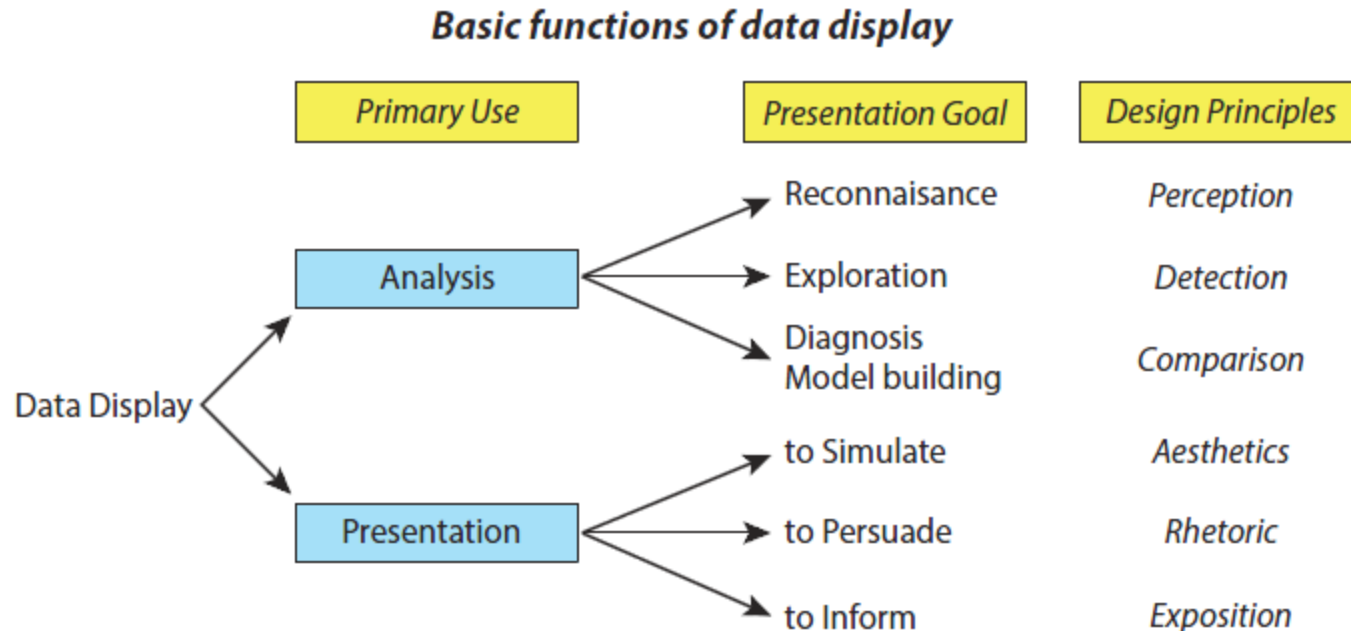 Basic functions of data display
Primary Use
Presentation Goal
Design Principles
Reconnaisance
Perception
Analysis
Exploration
Detection
Diagnosis
Model building
Comparison
Data Display
to Simulate
Aesthetics
Presentation
to Persuade
Rhetoric
to Inform
Exposition